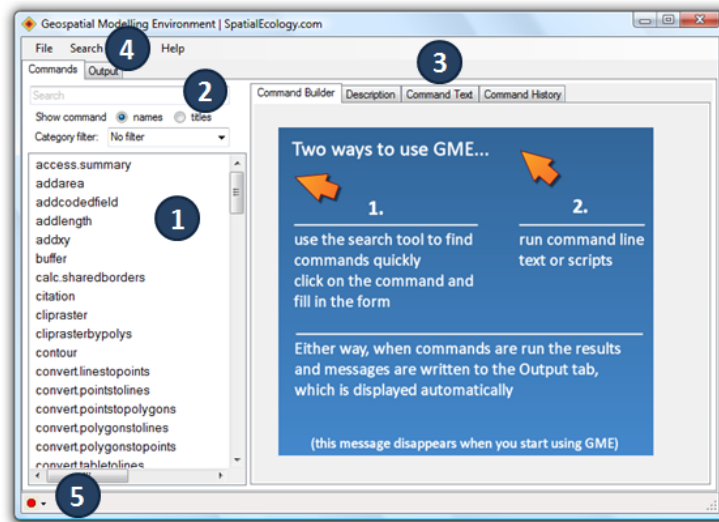 Geospatial Modelling Environment | SpatialEcology.com
File Search Help
4
3
Commands Output
2
Search
Show command names titles
Category filter: No filter
Command Builder Description Command Text Command History
access.summary
addarea
addcodedfield
addlength
addxy
buffer
calc.sharedborders
citation
clipraster
cliprasterbypolys
contour
convert.linestopoints
convert.pointstolines
convert.pointstopolygons
convert.polygonstolines
convert.polygonstopoints
convert.tabletolines
1
Two ways to use GME...
1.
use the search tool to find
commands quickly
click on the command and
fill in the form
2.
run command line
text or scripts
Either way, when commands are run the results
and messages are written to the Output tab,
which is displayed automatically
(this message disappears when you start using GME)
5